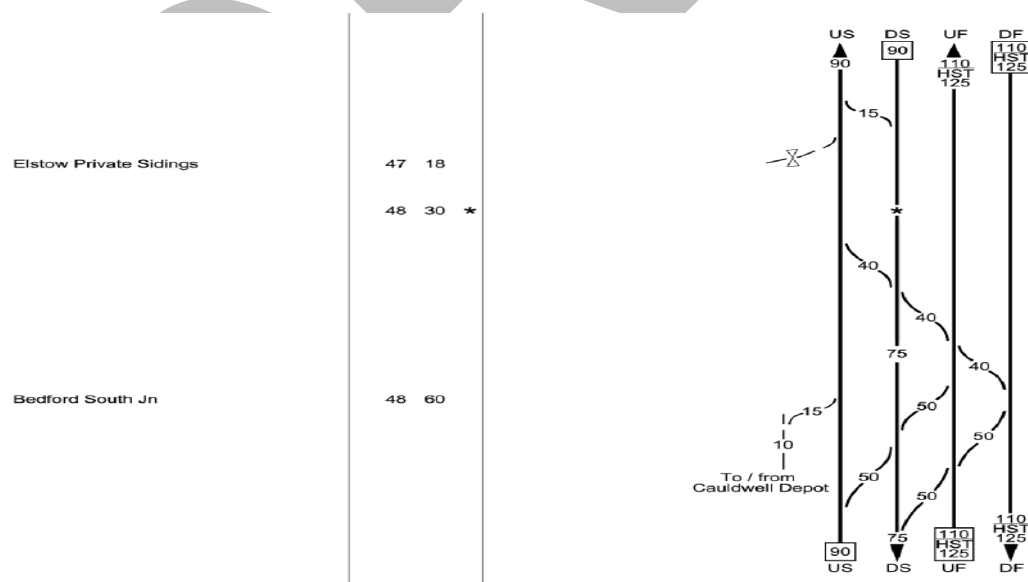 US DS UF DF
90 90 110 HST 125 110 HST 125
15
Elstow Private Sidings 47 18
48 30 * *
40
40
75
40
Bedford South Jn 48 60
15 50
10 50
To / from
Cauldwell Depot
50
50
90 75 110 HST 125 110 HST 125
US DS UF DF